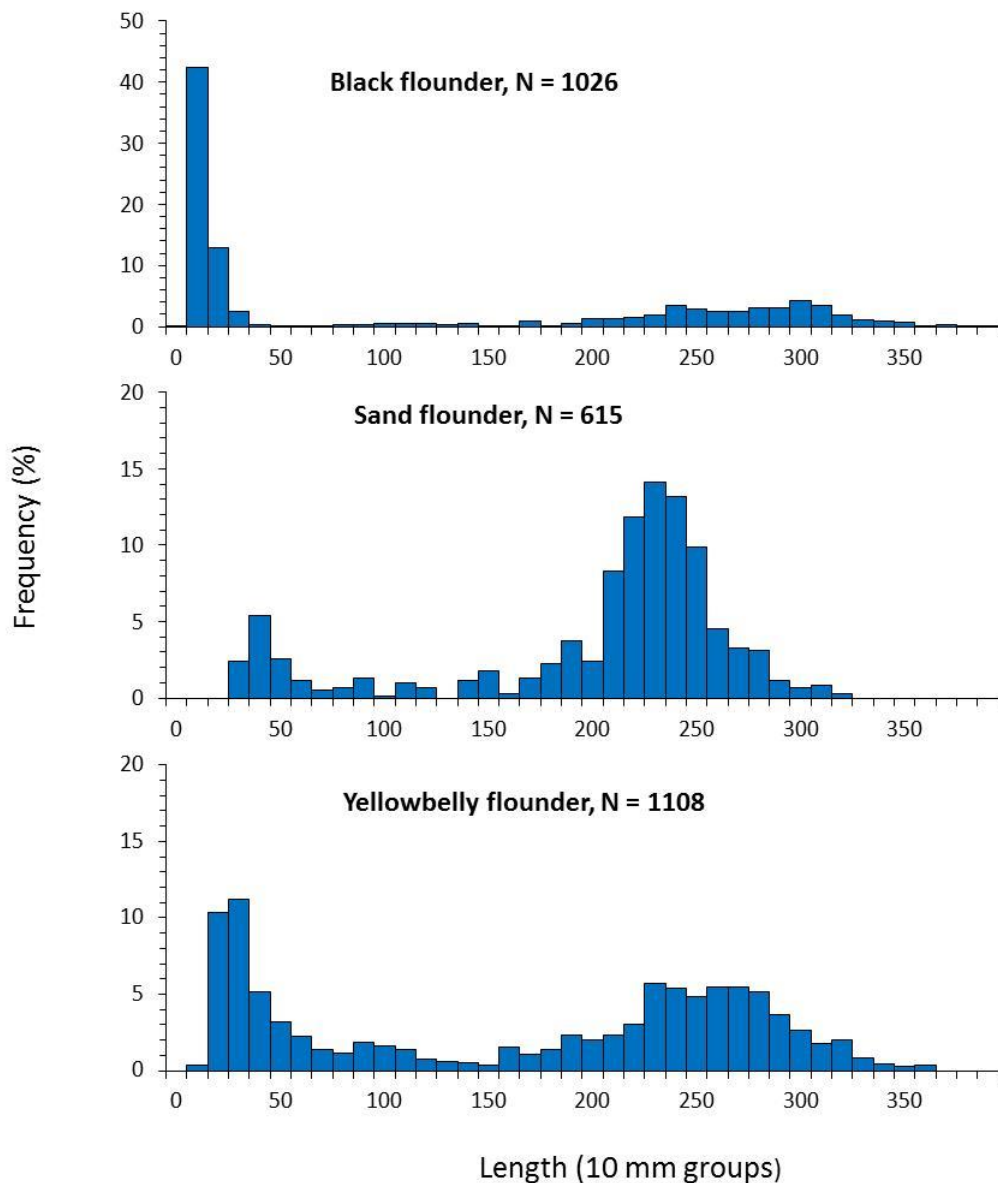 Frequency (%)
Black flounder, N = 1026
50
40
30
20
10
0
0 50 100 150 200 250 300 350
Sand flounder, N = 615
20
15
10
5
0
0 50 100 150 200 250 300 350
Yellowbelly flounder, N = 1108
20
15
10
5
0
0 50 100 150 200 250 300 350
Length (10 mm groups)